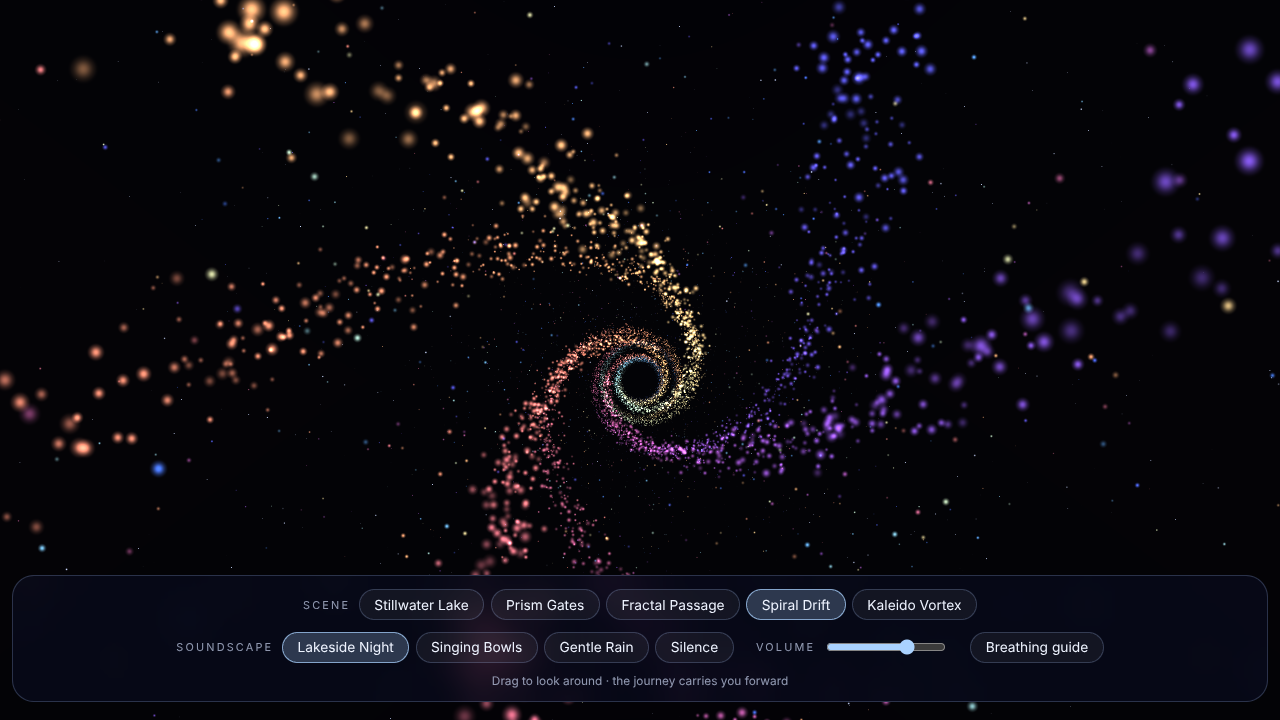 SCENE Stillwater Lake Prism Gates Fractal Passage Spiral Drift Kaleido Vortex
SOUNDSCAPE Lakeside Night Singing Bowls Gentle Rain Silence VOLUME Breathing guide
Drag to look around · the journey carries you forward